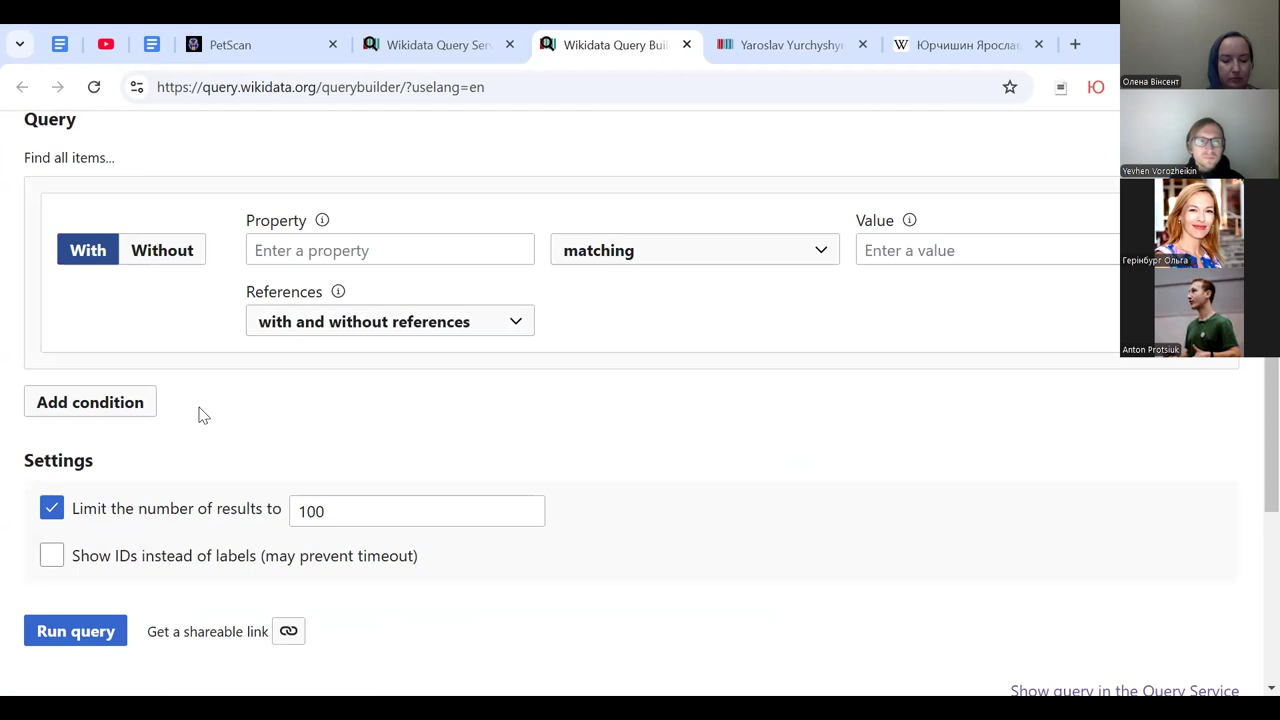 PetScan
Wikidata Query Ser
Wikidata Query Bui
Yaroslav Yurchyshy
Юрчишин Ярослав
https://query.wikidata.org/querybuilder/?uselang=en
Ю
Олена Вінсент
Yevhen Vorozheikin
Герінбург Ольга
Anton Protsiuk
Query
Find all items...
Property
Value
With
Without
Enter a property
matching
Enter a value
References
with and without references
Add condition
Settings
Limit the number of results to
100
Show IDs instead of labels (may prevent timeout)
Run query
Get a shareable link
Show query in the Query Service